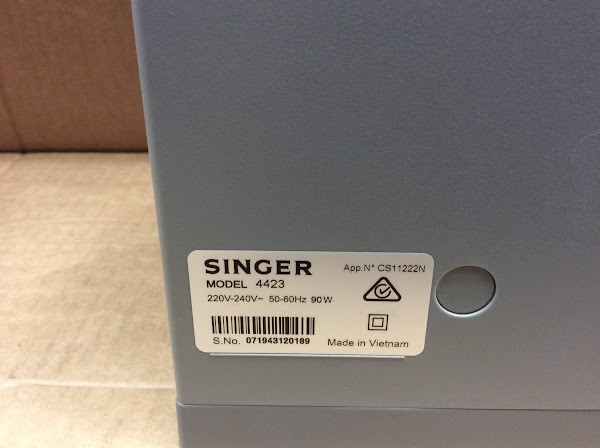 SINGER
App.N° CS11222N
MODEL 4423
220V-240V~ 50-60Hz 90W
S.No. 071943120189
Made in Vietnam